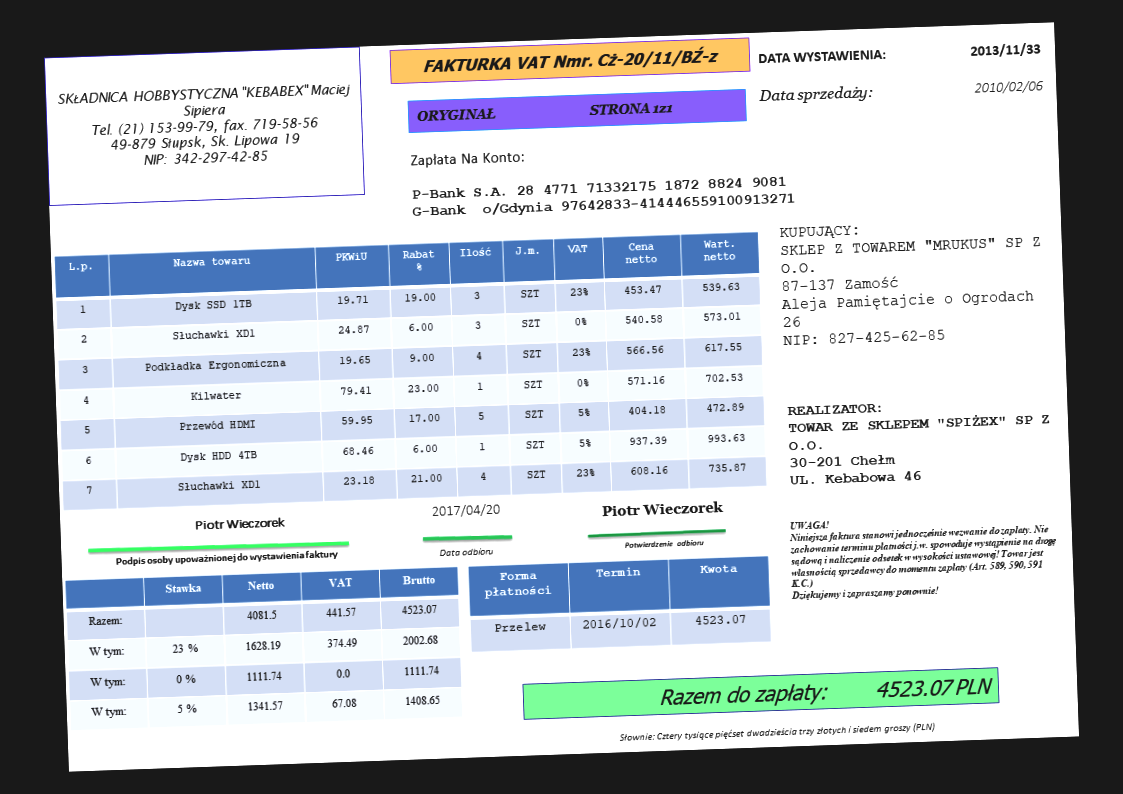 SKŁADNICA HOBBYSTYCZNA "KEBABEX" Maciej
Sipiera
Tel. (21) 153-99-79, fax. 719-58-56
49-879 Słupsk, Sk. Lipowa 19
NIP: 342-297-42-85
FAKTURKA VAT Nmr. Cż-20/11/BŹ-z
ORYGINAŁ STRONA 1z1
DATA WYSTAWIENIA: 2013/11/33
Data sprzedaży: 2010/02/06
Zapłata Na Konto:
P-Bank S.A. 28 4771 71332175 1872 8824 9081
G-Bank o/Gdynia 97642833-414446559100913271
KUPUJĄCY:
SKLEP Z TOWAREM "MRUKUS" SP Z
O.O.
87-137 Zamość
Aleja Pamiętajcie o Ogrodach
26
NIP: 827-425-62-85
REALIZATOR:
TOWAR ZE SKLEPEM "SPIŻEX" SP Z
O.O.
30-201 Chełm
UL. Kebabowa 46
L.p. Nazwa towaru PKWiU Rabat % Ilość J.m. VAT Cena netto Wart. netto
1 Dysk SSD 1TB 19.71 19.00 3 SZT 23% 453.47 539.63
2 Słuchawki XD1 24.87 6.00 3 SZT 0% 540.58 573.01
3 Podkładka Ergonomiczna 19.65 9.00 4 SZT 23% 566.56 617.55
4 Kilwater 79.41 23.00 1 SZT 0% 571.16 702.53
5 Przewód HDMI 59.95 17.00 5 SZT 5% 404.18 472.89
6 Dysk HDD 4TB 68.46 6.00 1 SZT 5% 937.39 993.63
7 Słuchawki XD1 23.18 21.00 4 SZT 23% 608.16 735.87
Piotr Wieczorek
Podpis osoby upoważnionej do wystawienia faktury
2017/04/20
Data odbioru
Piotr Wieczorek
Potwierdzenie odbioru
UWAGA!
Niniejsza faktura stanowi jednocześnie wezwanie do zapłaty. Nie
zachowanie terminu płatności j.w. spowoduje wystąpienie na drogę
sądową i naliczenie odsetek w wysokości ustawowej! Towar jest
własnością sprzedawcy do momentu zapłaty (Art. 589, 590, 591
K.C.)
Dziękujemy i zapraszamy ponownie!
Stawka Netto VAT Brutto
Razem: 4081.5 441.57 4523.07
W tym: 23 % 1628.19 374.49 2002.68
W tym: 0 % 1111.74 0.0 1111.74
W tym: 5 % 1341.57 67.08 1408.65
Forma płatności Termin Kwota
Przelew 2016/10/02 4523.07
Razem do zapłaty: 4523.07 PLN
Słownie: Cztery tysiące pięćset dwadzieścia trzy złotych i siedem groszy (PLN)